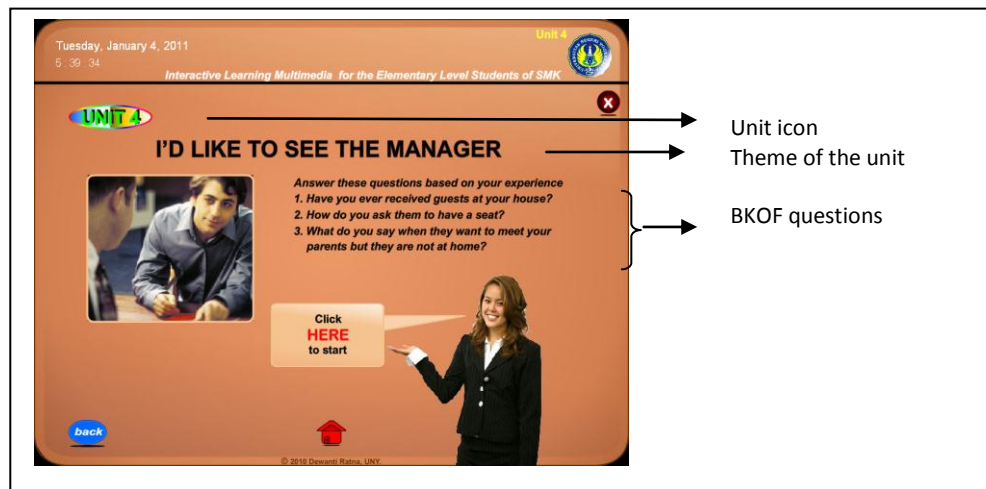 Tuesday, January 4, 2011
Unit 4
5 : 39 : 34
Interactive Learning Multimedia for the Elementary Level Students of SMK
X
UNIT 4
Unit icon
I'D LIKE TO SEE THE MANAGER
Theme of the unit
Answer these questions based on your experience
1. Have you ever received guests at your house?
2. How do you ask them to have a seat?
3. What do you say when they want to meet your
parents but they are not at home?
BKOF questions
Click
HERE
to start
back
© 2010 Dewanti Ratna, UNY.